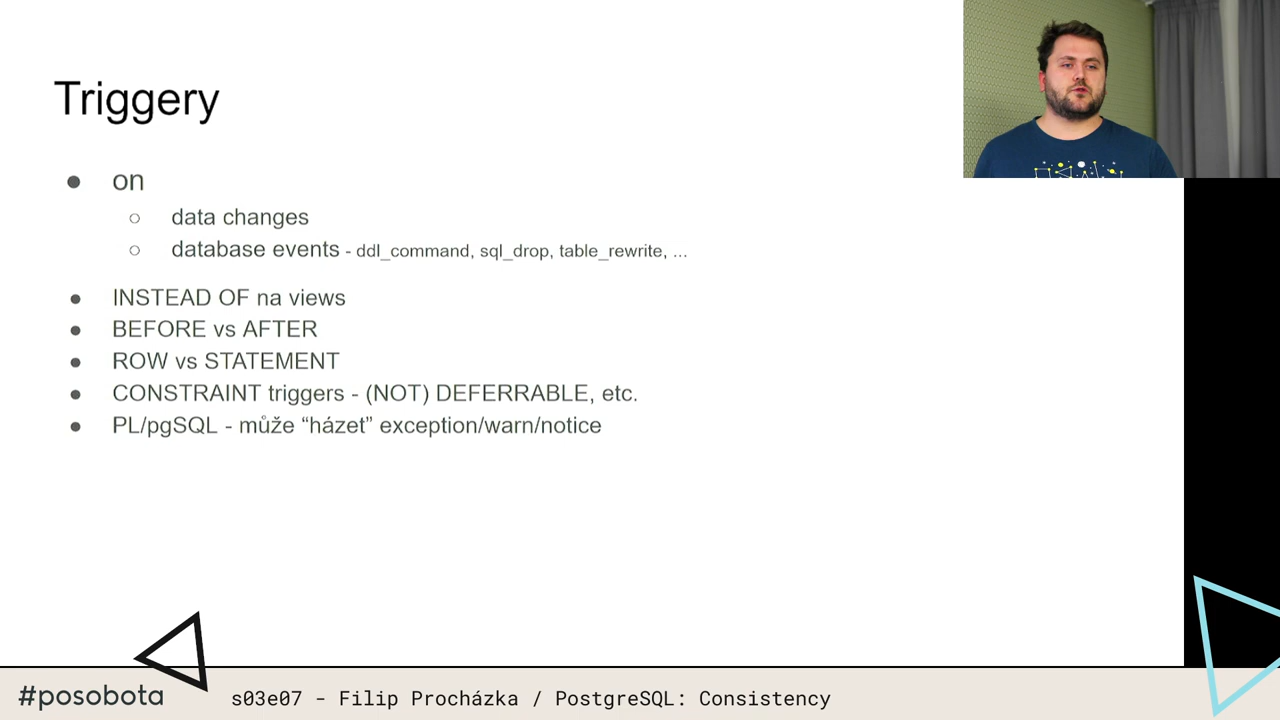 Triggery
● on
○ data changes
○ database events - ddl_command, sql_drop, table_rewrite, ...
● INSTEAD OF na views
● BEFORE vs AFTER
● ROW vs STATEMENT
● CONSTRAINT triggers - (NOT) DEFERRABLE, etc.
● PL/pgSQL - může “házet” exception/warn/notice
#posobota
s03e07 - Filip Procházka / PostgreSQL: Consistency